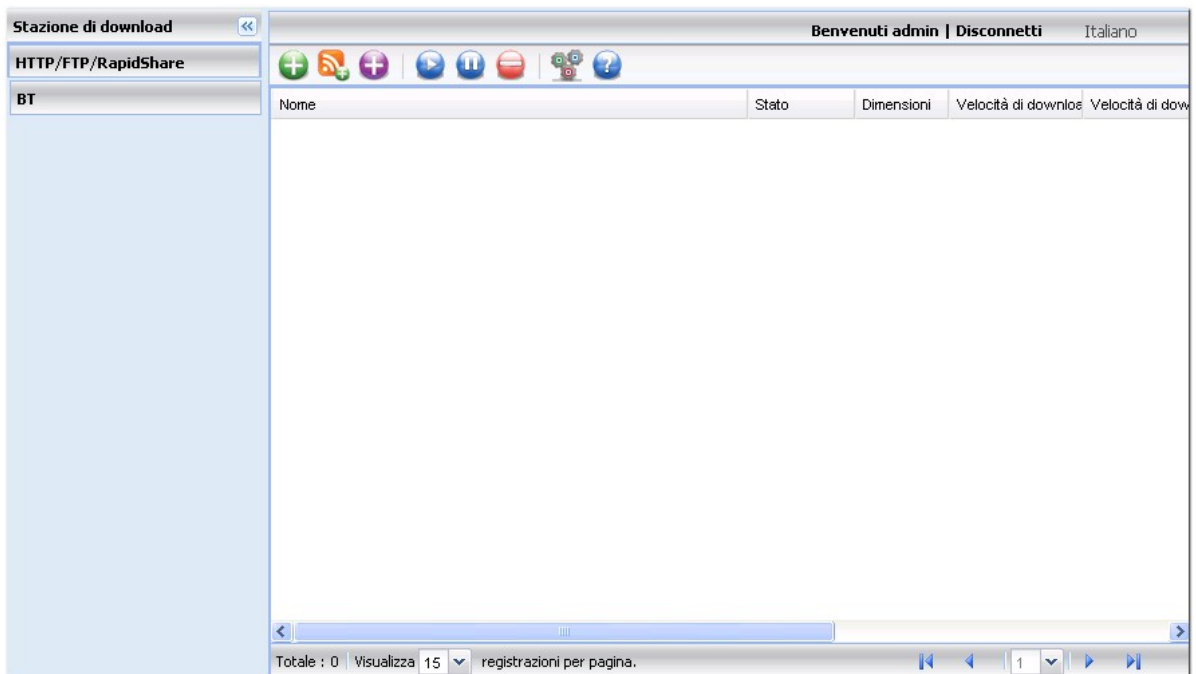 Stazione di download
Benvenuti admin | Disconnetti Italiano
HTTP/FTP/RapidShare
BT
Nome Stato Dimensioni Velocità di downloa Velocità di dow
Totale : 0 Visualizza 15 registrazioni per pagina. 1